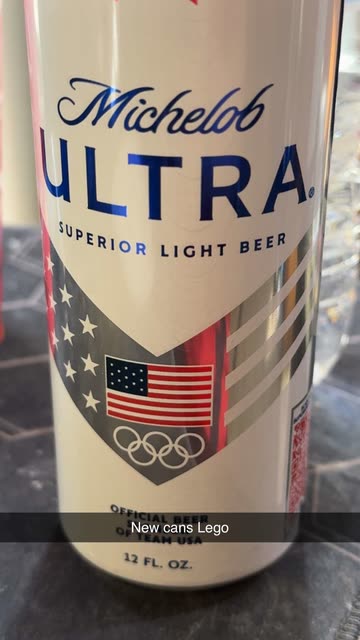 Michelob
ULTRA®
SUPERIOR LIGHT BEER
OFFICIAL BEER
New cans Lego
OF TEAM USA
12 FL. OZ.